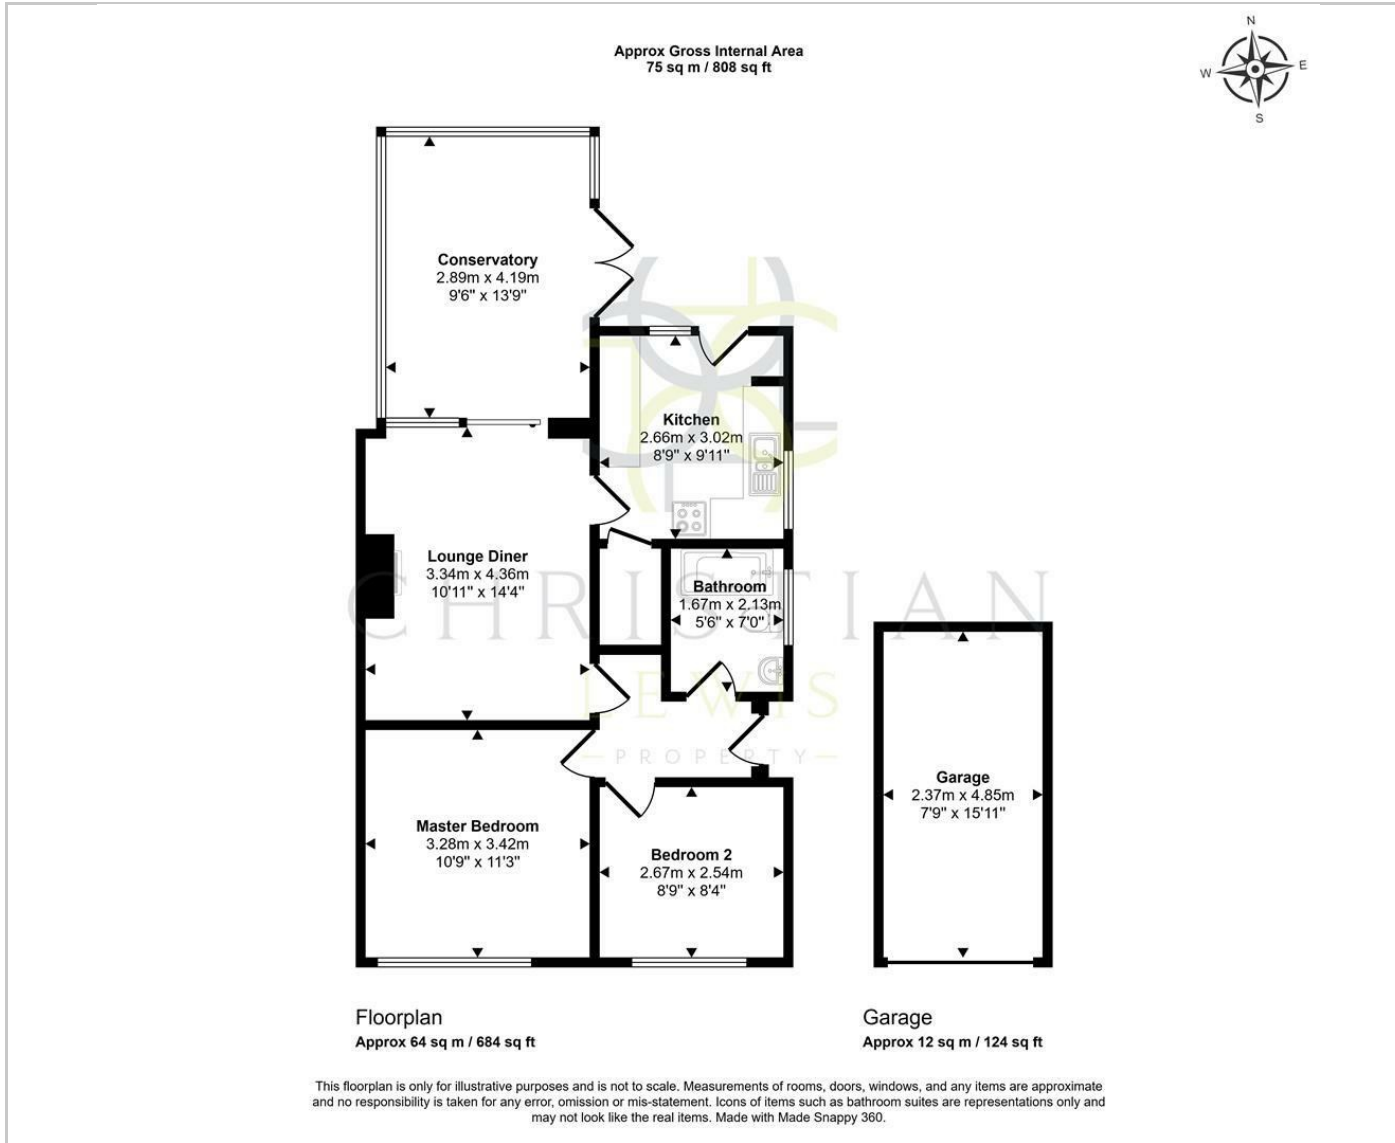 N
W
E
S
Approx Gross Internal Area
75 sq m / 808 sq ft
Conservatory
2.89m x 4.19m
9'6" x 13'9"
Kitchen
2.66m x 3.02m
8'9" x 9'11"
Lounge Diner
3.34m x 4.36m
10'11" x 14'4"
Bathroom
1.67m x 2.13m
5'6" x 7'0"
CHRISTIAN
LEWIS
PROPERTY
Master Bedroom
3.28m x 3.42m
10'9" x 11'3"
Bedroom 2
2.67m x 2.54m
8'9" x 8'4"
Garage
2.37m x 4.85m
7'9" x 15'11"
Floorplan
Approx 64 sq m / 684 sq ft
Garage
Approx 12 sq m / 124 sq ft
This floorplan is only for illustrative purposes and is not to scale. Measurements of rooms, doors, windows, and any items are approximate
and no responsibility is taken for any error, omission or mis-statement. Icons of items such as bathroom suites are representations only and
may not look like the real items. Made with Made Snappy 360.